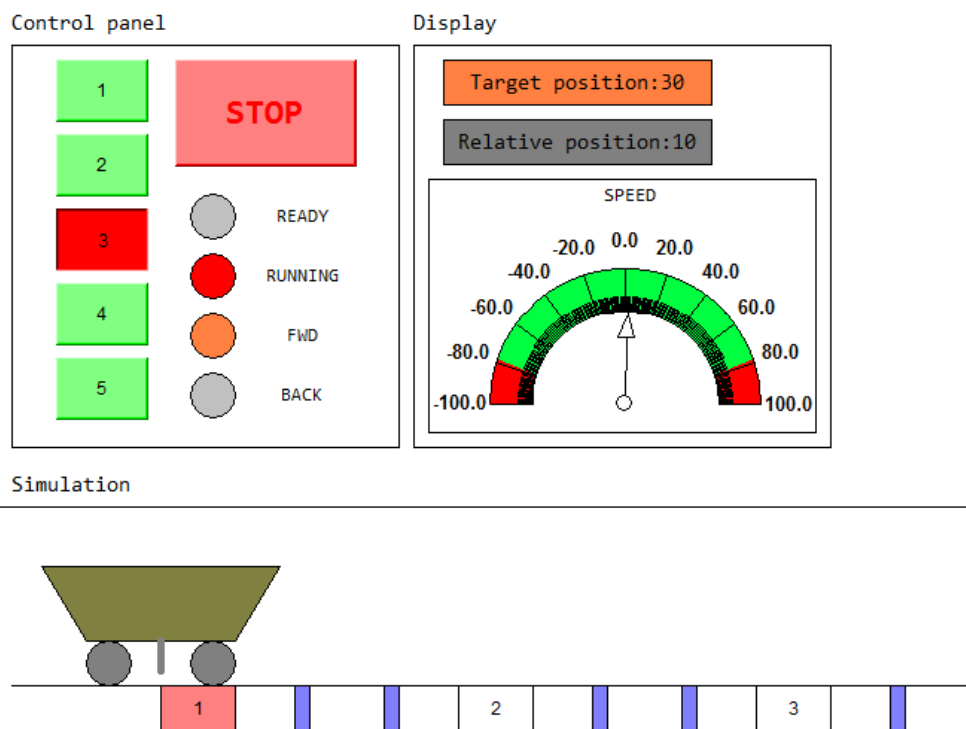 Control panel
1
2
3
4
5
STOP
READY
RUNNING
FWD
BACK
Display
Target position:30
Relative position:10
SPEED
-100.0
-80.0
-60.0
-40.0
-20.0
0.0
20.0
40.0
60.0
80.0
100.0
Simulation
1
2
3